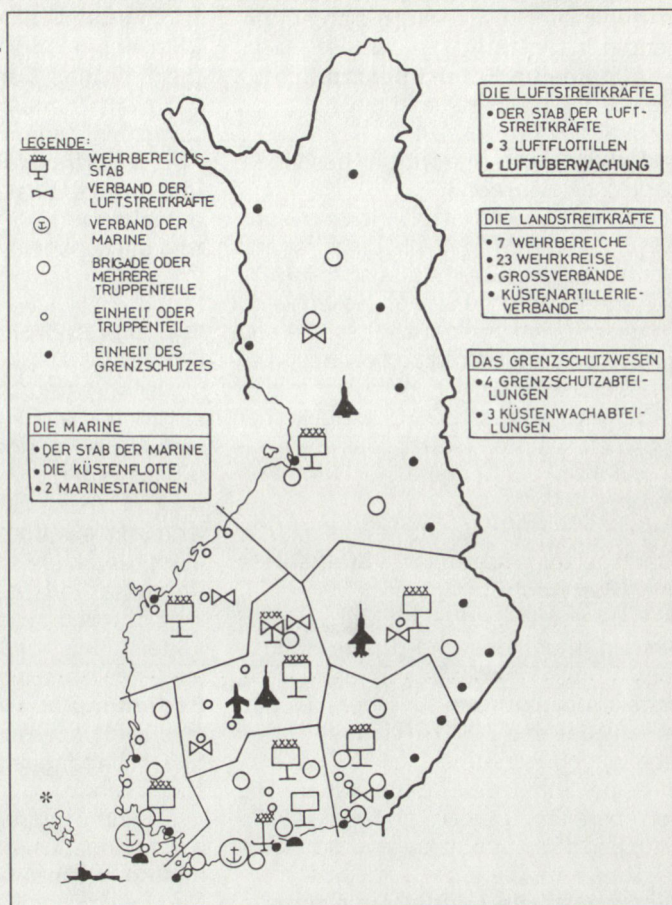 LEGENDE:
WEHRBEREICHS-
STAB
VERBAND DER
LUFTSTREITKRÄFTE
VERBAND DER
MARINE
BRIGADE ODER
MEHRERE
TRUPPENTEILE
EINHEIT ODER
TRUPPENTEIL
EINHEIT DES
GRENZSCHUTZES
DIE MARINE
• DER STAB DER MARINE
• DIE KÜSTENFLOTTE
• 2 MARINESTATIONEN
DIE LUFTSTREITKRÄFTE
• DER STAB DER LUFT-
STREITKRÄFTE
• 3 LUFTFLOTTILLEN
• LUFTÜBERWACHUNG
DIE LANDSTREITKRÄFTE
• 7 WEHRBEREICHE
• 23 WEHRKREISE
• GROSSVERBÄNDE
• KÜSTENARTILLERIE-
VERBÄNDE
DAS GRENZSCHUTZWESEN
• 4 GRENZSCHUTZABTEI-
LUNGEN
• 3 KÜSTENWACHABTEI-
LUNGEN
*